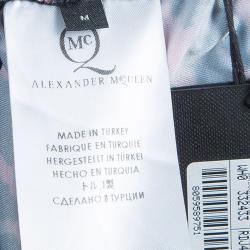 M
McQ
ALEXANDER McQUEEN
MADE IN TURKEY
FABRIQUE EN TURQUIE
HERGESTELLT IN TÜRKEI
HECHO EN TURQUIA
トルコ製
СДЕЛАНО В ТУРЦИИ
332413